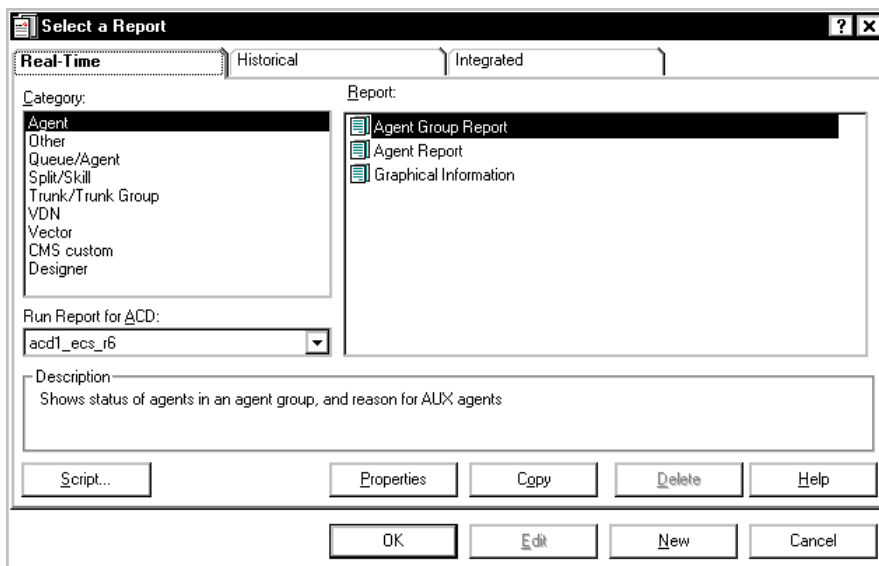 Select a Report
? X
Real-Time
Historical
Integrated
Category:
Agent
Other
Queue/Agent
Split/Skill
Trunk/Trunk Group
VDN
Vector
CMS custom
Designer
Report:
Agent Group Report
Agent Report
Graphical Information
Run Report for ACD:
acd1_ecs_r6
Description
Shows status of agents in an agent group, and reason for AUX agents
Script...
Properties
Copy
Delete
Help
OK
Edit
New
Cancel